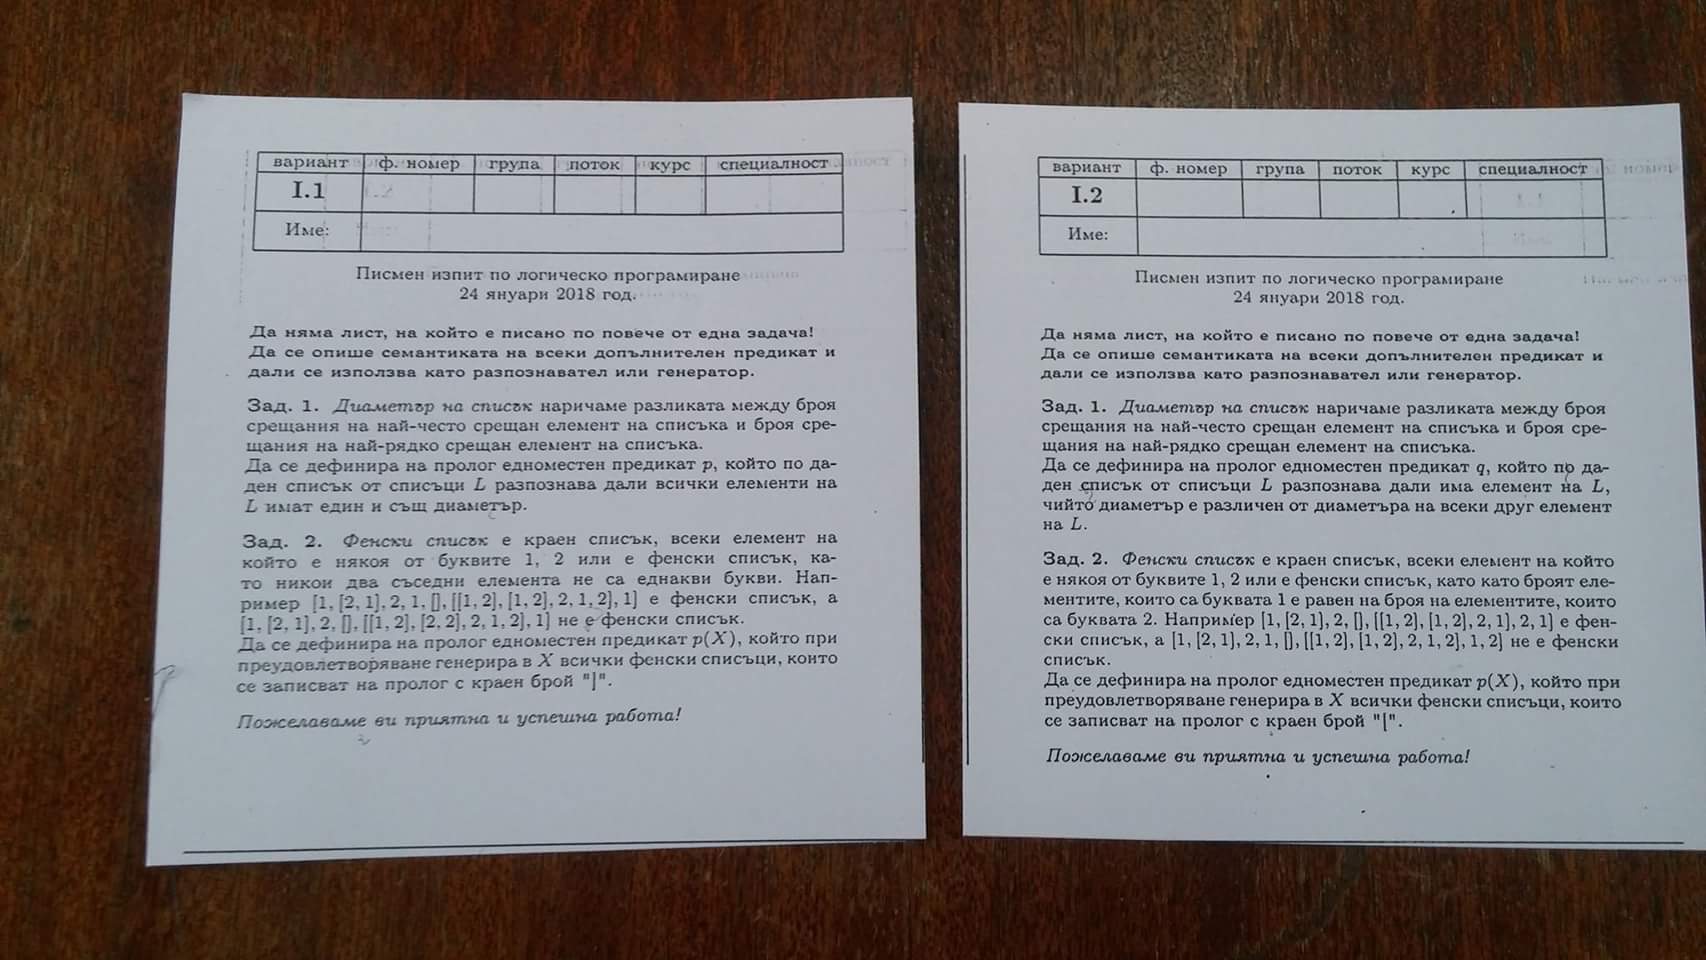 вариант ф. номер група поток курс специалност
I.1
Име:
Писмен изпит по логическо програмиране
24 януари 2018 год.
Да няма лист, на който е писано по повече от една задача!
Да се опише семантиката на всеки допълнителен предикат и
дали се използва като разпознавател или генератор.
Зад. 1. Диаметър на списък наричаме разликата между броя
срещания на най-често срещан елемент на списъка и броя сре-
щания на най-рядко срещан елемент на списъка.
Да се дефинира на пролог едноместен предикат p, който по да-
ден списък от списъци L разпознава дали всички елементи на
L имат един и същ диаметър.
Зад. 2. Фенски списък е краен списък, всеки елемент на
който е някоя от буквите 1, 2 или е фенски списък, ка-
то никои два съседни елемента не са еднакви букви. Нап-
ример [1, [2, 1], 2, 1, [], [[1, 2], [1, 2], 2, 1, 2], 1] е фенски списък, а
[1, [2, 1], 2, [], [[1, 2], [2, 2], 2, 1, 2], 1] не е фенски списък.
Да се дефинира на пролог едноместен предикат p(X), който при
преудовлетворяване генерира в X всички фенски списъци, които
се записват на пролог с краен брой "]".
Пожелаваме ви приятна и успешна работа!
вариант ф. номер група поток курс специалност
I.2
Име:
Писмен изпит по логическо програмиране
24 януари 2018 год.
Да няма лист, на който е писано по повече от една задача!
Да се опише семантиката на всеки допълнителен предикат и
дали се използва като разпознавател или генератор.
Зад. 1. Диаметър на списък наричаме разликата между броя
срещания на най-често срещан елемент на списъка и броя сре-
щания на най-рядко срещан елемент на списъка.
Да се дефинира на пролог едноместен предикат q, който по да-
ден списък от списъци L разпознава дали има елемент на L,
чийто диаметър е различен от диаметъра на всеки друг елемент
на L.
Зад. 2. Фенски списък е краен списък, всеки елемент на който
е някоя от буквите 1, 2 или е фенски списък, като като броят еле-
ментите, които са буквата 1 е равен на броя на елементите, които
са буквата 2. Например [1, [2, 1], 2, [], [[1, 2], [1, 2], 2, 1], 2, 1] е фен-
ски списък, а [1, [2, 1], 2, 1, [], [[1, 2], [1, 2], 2, 1, 2], 1, 2] не е фенски
списък.
Да се дефинира на пролог едноместен предикат p(X), който при
преудовлетворяване генерира в X всички фенски списъци, които
се записват на пролог с краен брой "[".
Пожелаваме ви приятна и успешна работа!